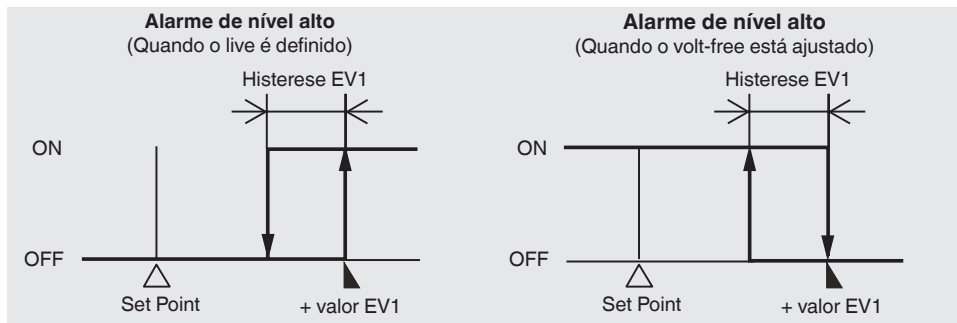 Alarme de nível alto
(Quando o live é definido)
Histerese EV1
ON
OFF
Set Point
+ valor EV1
Alarme de nível alto
(Quando o volt-free está ajustado)
Histerese EV1
ON
OFF
Set Point
+ valor EV1